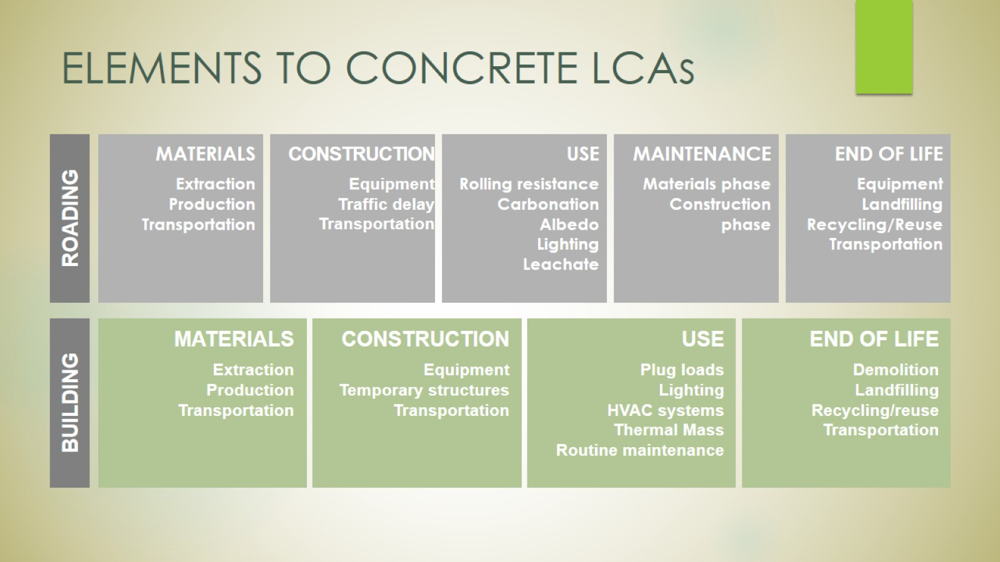 ELEMENTS TO CONCRETE LCAs
ROADING
MATERIALS
Extraction
Production
Transportation
CONSTRUCTION
Equipment
Traffic delay
Transportation
USE
Rolling resistance
Carbonation
Albedo
Lighting
Leachate
MAINTENANCE
Materials phase
Construction
phase
END OF LIFE
Equipment
Landfilling
Recycling/Reuse
Transportation
BUILDING
MATERIALS
Extraction
Production
Transportation
CONSTRUCTION
Equipment
Temporary structures
Transportation
USE
Plug loads
Lighting
HVAC systems
Thermal Mass
Routine maintenance
END OF LIFE
Demolition
Landfilling
Recycling/reuse
Transportation